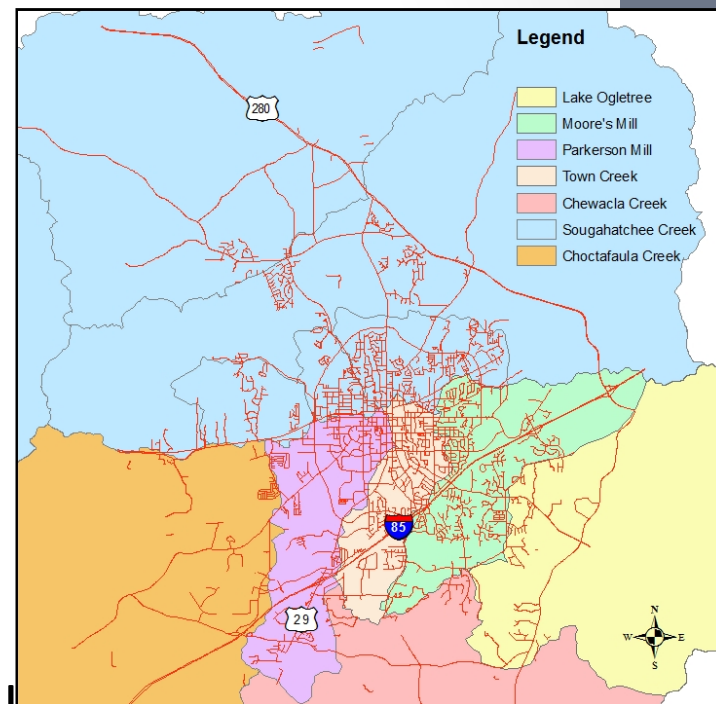 Legend
Lake Ogletree
Moore's Mill
Parkerson Mill
Town Creek
Chewacla Creek
Sougahatchee Creek
Choctafaula Creek
280
85
29
N
W E
S